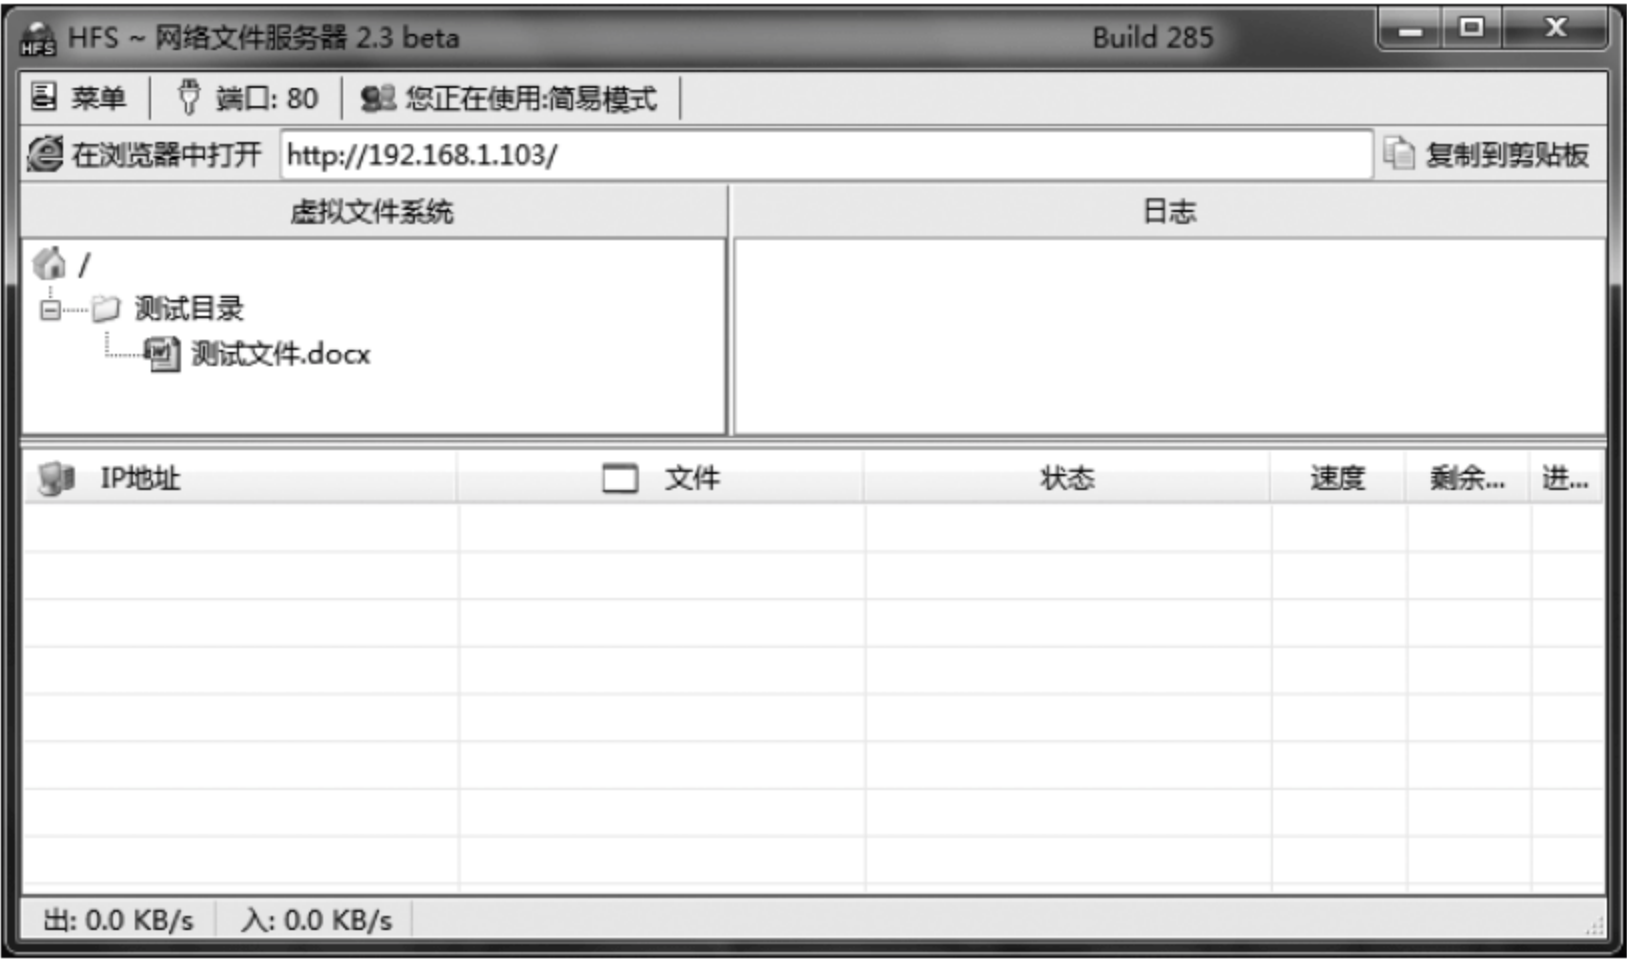 HFS ~ 网络文件服务器 2.3 beta Build 285
菜单 端口: 80 您正在使用:简易模式
在浏览器中打开 http://192.168.1.103/ 复制到剪贴板
虚拟文件系统 日志
/
测试目录
测试文件.docx
IP地址 文件 状态 速度 剩余... 进...
出: 0.0 KB/s 入: 0.0 KB/s